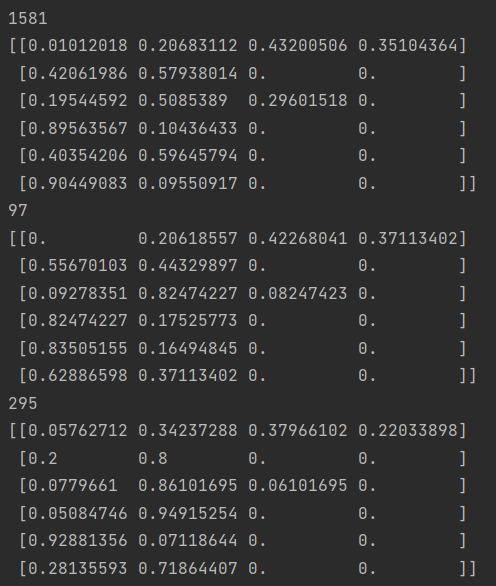 1581
[[0.01012018 0.20683112 0.43200506 0.35104364]
 [0.42061986 0.57938014 0.         0.        ]
 [0.19544592 0.5085389  0.29601518 0.        ]
 [0.89563567 0.10436433 0.         0.        ]
 [0.40354206 0.59645794 0.         0.        ]
 [0.90449083 0.09550917 0.         0.        ]]
97
[[0.         0.20618557 0.42268041 0.37113402]
 [0.55670103 0.44329897 0.         0.        ]
 [0.09278351 0.82474227 0.08247423 0.        ]
 [0.82474227 0.17525773 0.         0.        ]
 [0.83505155 0.16494845 0.         0.        ]
 [0.62886598 0.37113402 0.         0.        ]]
295
[[0.05762712 0.34237288 0.37966102 0.22033898]
 [0.2        0.8        0.         0.        ]
 [0.0779661  0.86101695 0.06101695 0.        ]
 [0.05084746 0.94915254 0.         0.        ]
 [0.92881356 0.07118644 0.         0.        ]
 [0.28135593 0.71864407 0.         0.        ]]